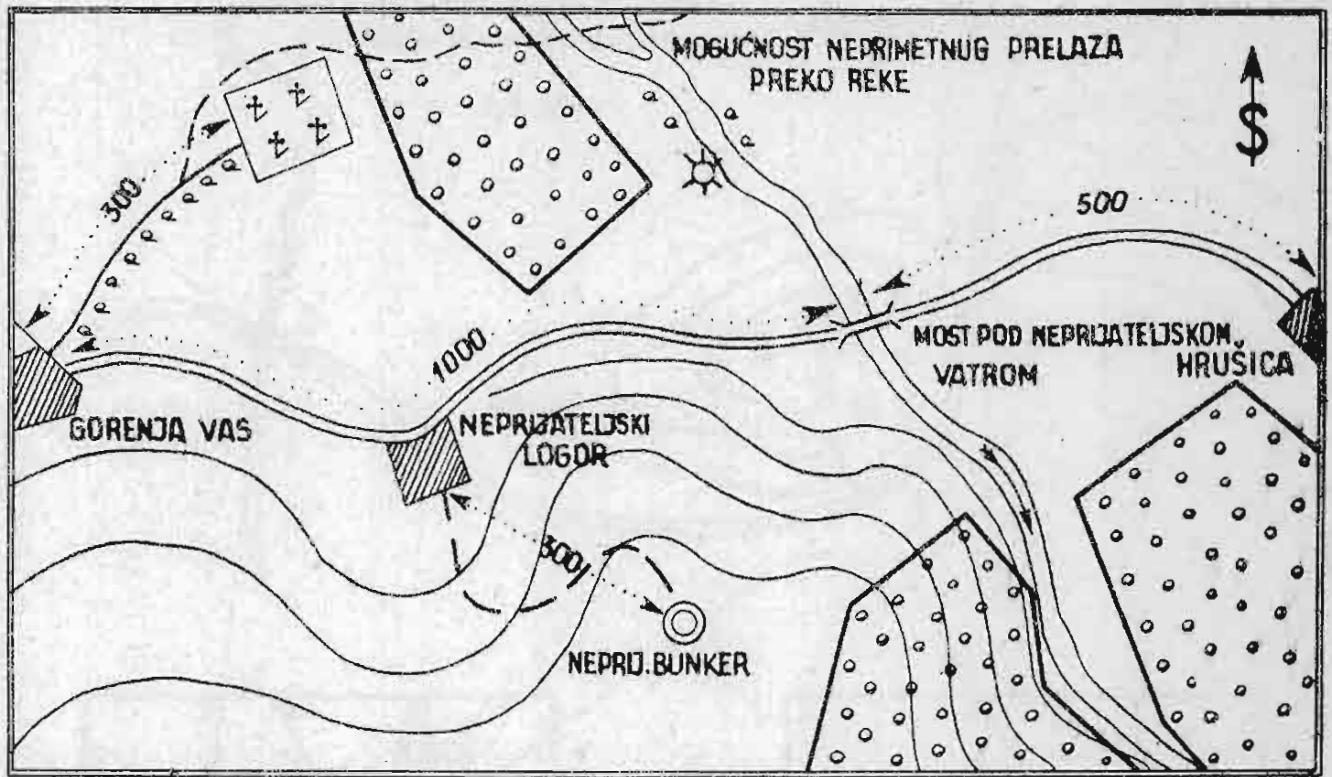 MOGUĆNOST NEPRIMETNUG PRELAZA
PREKO REKE
S
300
500
1000
MOST POD NEPRIJATELJSKOM
VATROM
HRUŠICA
GORENJA VAS
NEPRIJATELJSKI
LOGOR
300
NEPRIJ. BUNKER